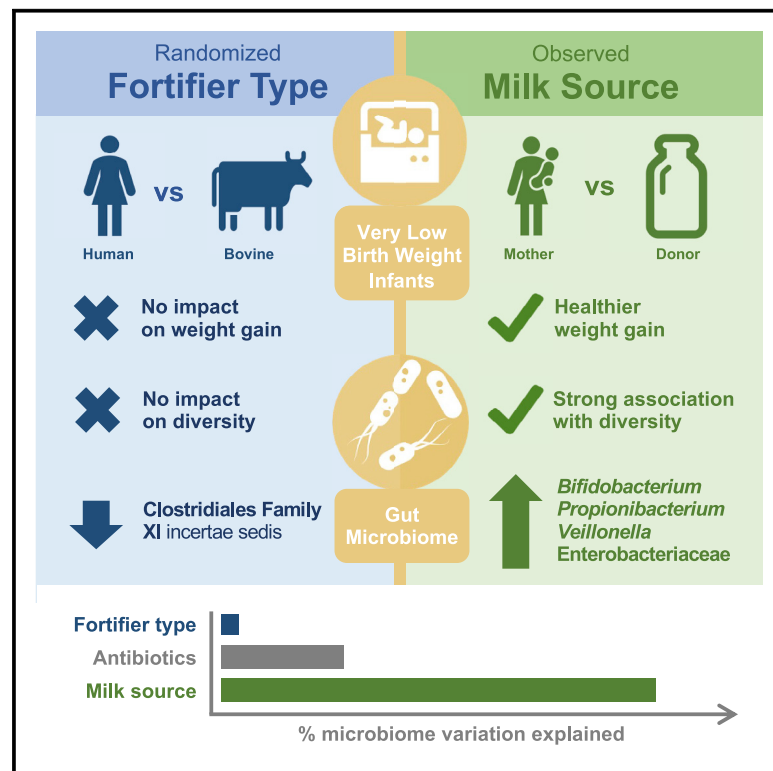 Randomized
Fortifier Type
Observed
Milk Source
vs
Human
Bovine
vs
Mother
Donor
Very Low
Birth Weight
Infants
No impact
on weight gain
Healthier
weight gain
No impact
on diversity
Strong association
with diversity
Clostridiales Family
XI incertae sedis
Gut
Microbiome
Bifidobacterium
Propionibacterium
Veillonella
Enterobacteriaceae
Fortifier type
Antibiotics
Milk source
% microbiome variation explained